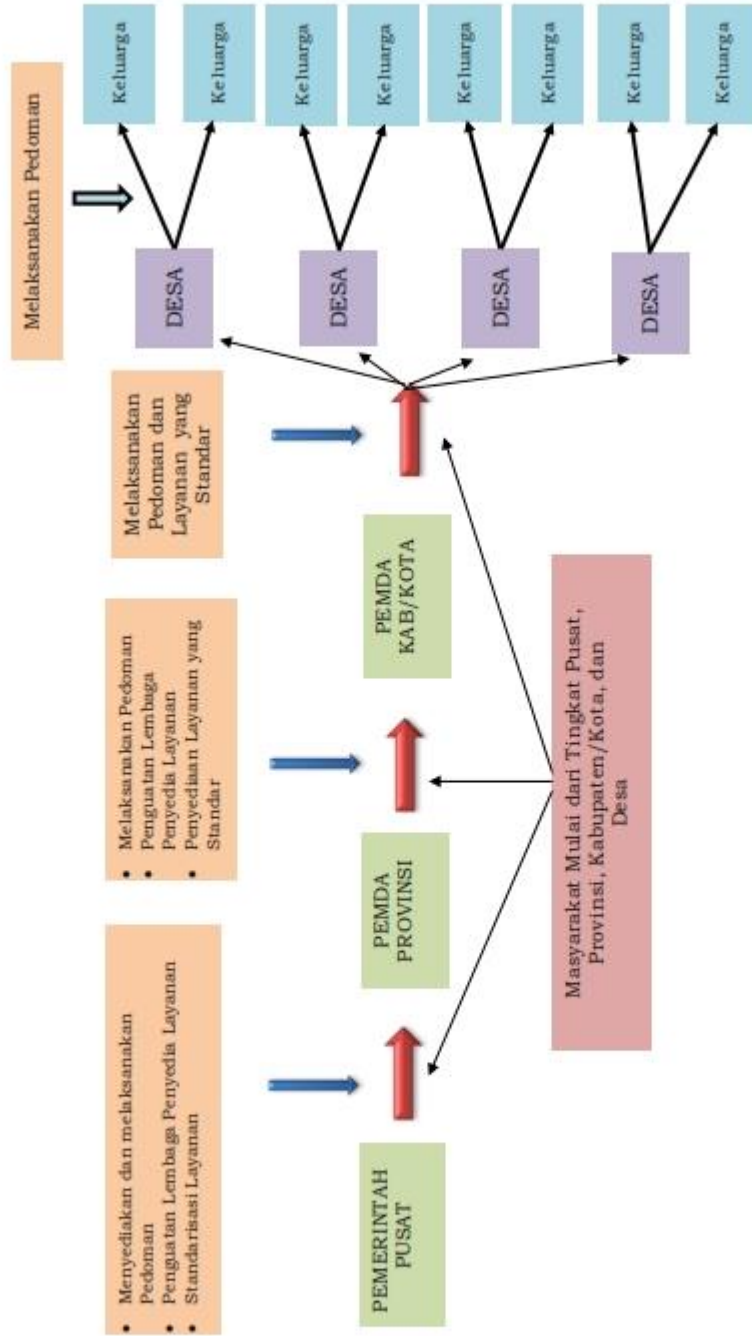 • Menyediakan dan melaksanakan
Pedoman
• Penguatan Lembaga Penyedia Layanan
• Standarisasi Layanan
• Melaksanakan Pedoman
• Penguatan Lembaga
Penyedia Layanan
• Penyediaan Layanan yang
Standar
Melaksanakan
Pedoman dan
Layanan yang
Standar
Melaksanakan Pedoman
PEMERINTAH
PUSAT
PEMDA
PROVINSI
PEMDA
KAB/KOTA
DESA
DESA
DESA
DESA
Keluarga
Keluarga
Keluarga
Keluarga
Keluarga
Keluarga
Keluarga
Keluarga
Masyarakat Mulai dari Tingkat Pusat,
Provinsi, Kabupaten/Kota, dan
Desa